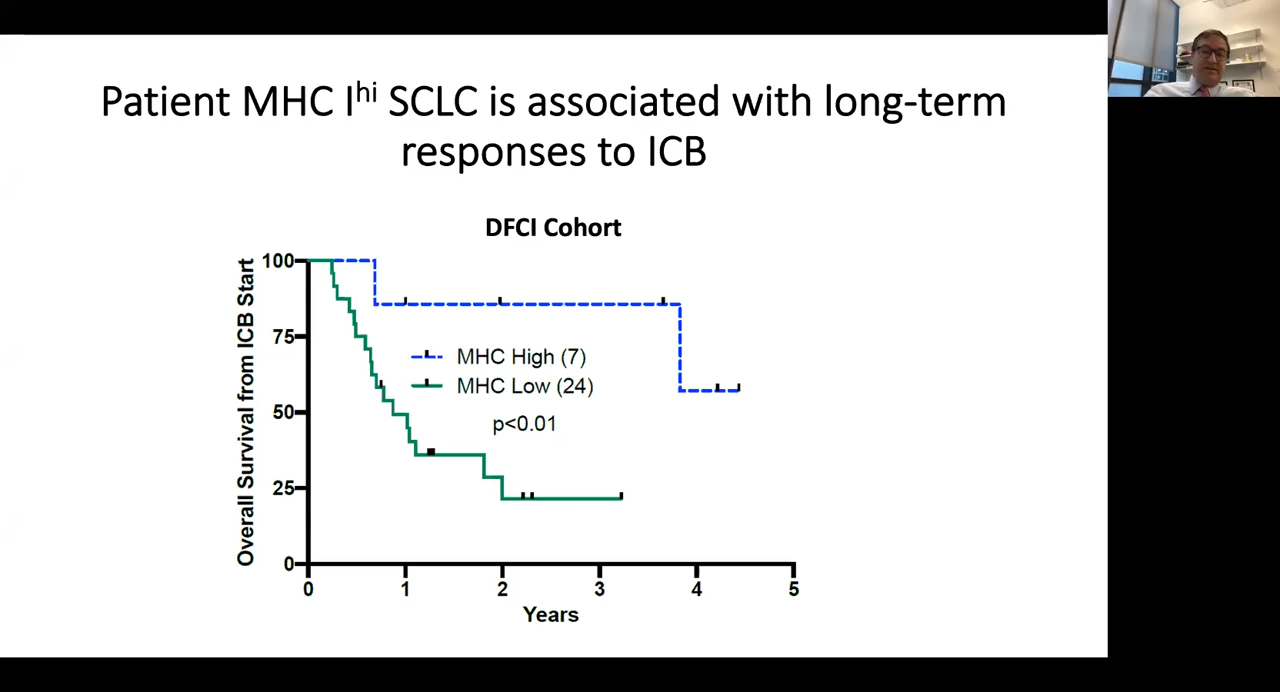 Patient MHC I^hi SCLC is associated with long-term
responses to ICB
DFCI Cohort
Overall Survival from ICB Start
100
75
50
25
0
MHC High (7)
MHC Low (24)
p<0.01
0 1 2 3 4 5
Years